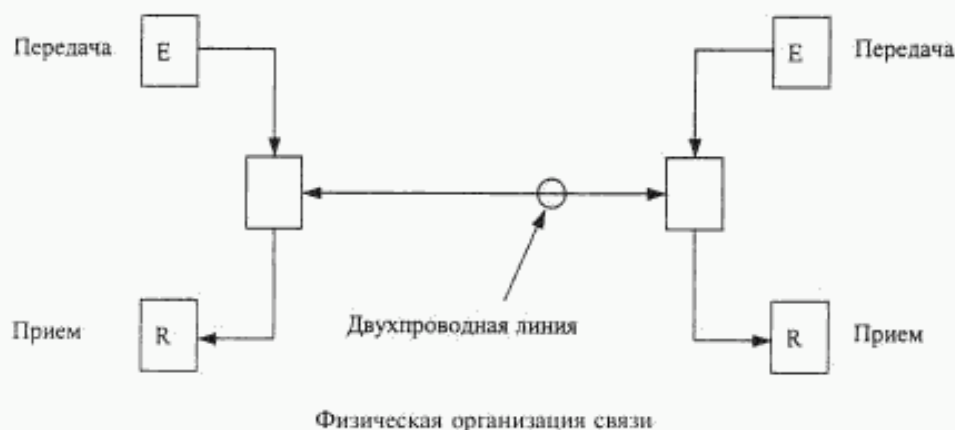 Передача E E Передача
Двухпроводная линия
Прием R R Прием
Физическая организация связи